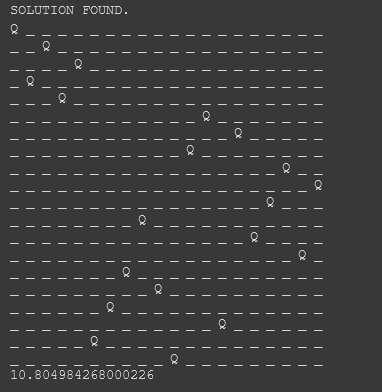 SOLUTION FOUND.
Q _ _ _ _ _ _ _ _ _ _ _ _ _ _ _ _ _ _ _
_ _ Q _ _ _ _ _ _ _ _ _ _ _ _ _ _ _ _ _
_ _ _ _ Q _ _ _ _ _ _ _ _ _ _ _ _ _ _ _
_ Q _ _ _ _ _ _ _ _ _ _ _ _ _ _ _ _ _ _
_ _ _ Q _ _ _ _ _ _ _ _ _ _ _ _ _ _ _ _
_ _ _ _ _ _ _ _ _ _ _ _ Q _ _ _ _ _ _ _
_ _ _ _ _ _ _ _ _ _ _ _ _ _ Q _ _ _ _ _
_ _ _ _ _ _ _ _ _ _ _ Q _ _ _ _ _ _ _ _
_ _ _ _ _ _ _ _ _ _ _ _ _ _ _ _ _ Q _ _
_ _ _ _ _ _ _ _ _ _ _ _ _ _ _ _ _ _ _ Q
_ _ _ _ _ _ _ _ _ _ _ _ _ _ _ _ Q _ _ _
_ _ _ _ _ _ _ _ Q _ _ _ _ _ _ _ _ _ _ _
_ _ _ _ _ _ _ _ _ _ _ _ _ _ _ Q _ _ _ _
_ _ _ _ _ _ _ _ _ _ _ _ _ _ _ _ _ _ Q _
_ _ _ _ _ _ _ Q _ _ _ _ _ _ _ _ _ _ _ _
_ _ _ _ _ _ _ _ _ Q _ _ _ _ _ _ _ _ _ _
_ _ _ _ _ _ Q _ _ _ _ _ _ _ _ _ _ _ _ _
_ _ _ _ _ _ _ _ _ _ _ _ _ Q _ _ _ _ _ _
_ _ _ _ _ Q _ _ _ _ _ _ _ _ _ _ _ _ _ _
_ _ _ _ _ _ _ _ _ _ Q _ _ _ _ _ _ _ _ _
10.804984268000226